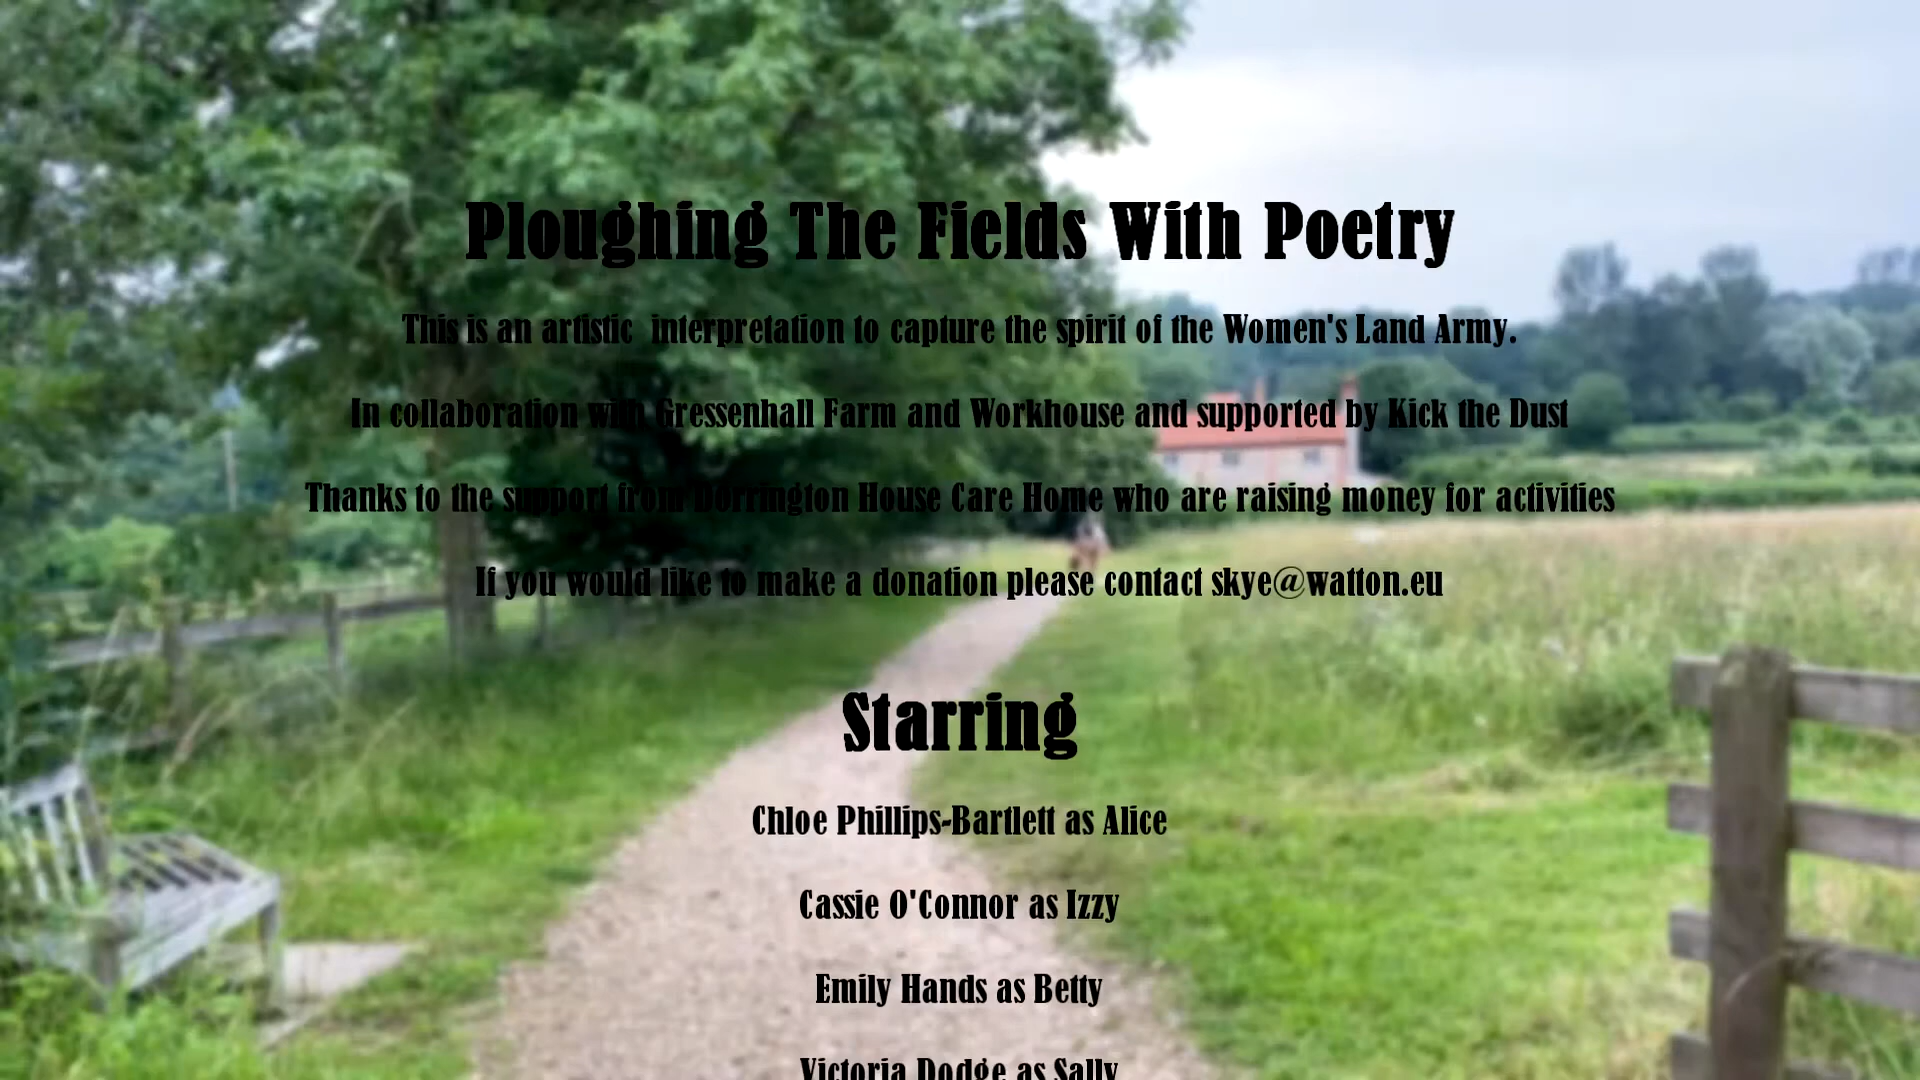 Ploughing The Fields With Poetry
This is an artistic interpretation to capture the spirit of the Women's Land Army.
In collaboration with Gressenhall Farm and Workhouse and supported by Kick the Dust
Thanks to the support from Dorrington House Care Home who are raising money for activities
If you would like to make a donation please contact skye@watton.eu
Starring
Chloe Phillips-Bartlett as Alice
Cassie O'Connor as Izzy
Emily Hands as Betty
Victoria Dodge as Sally